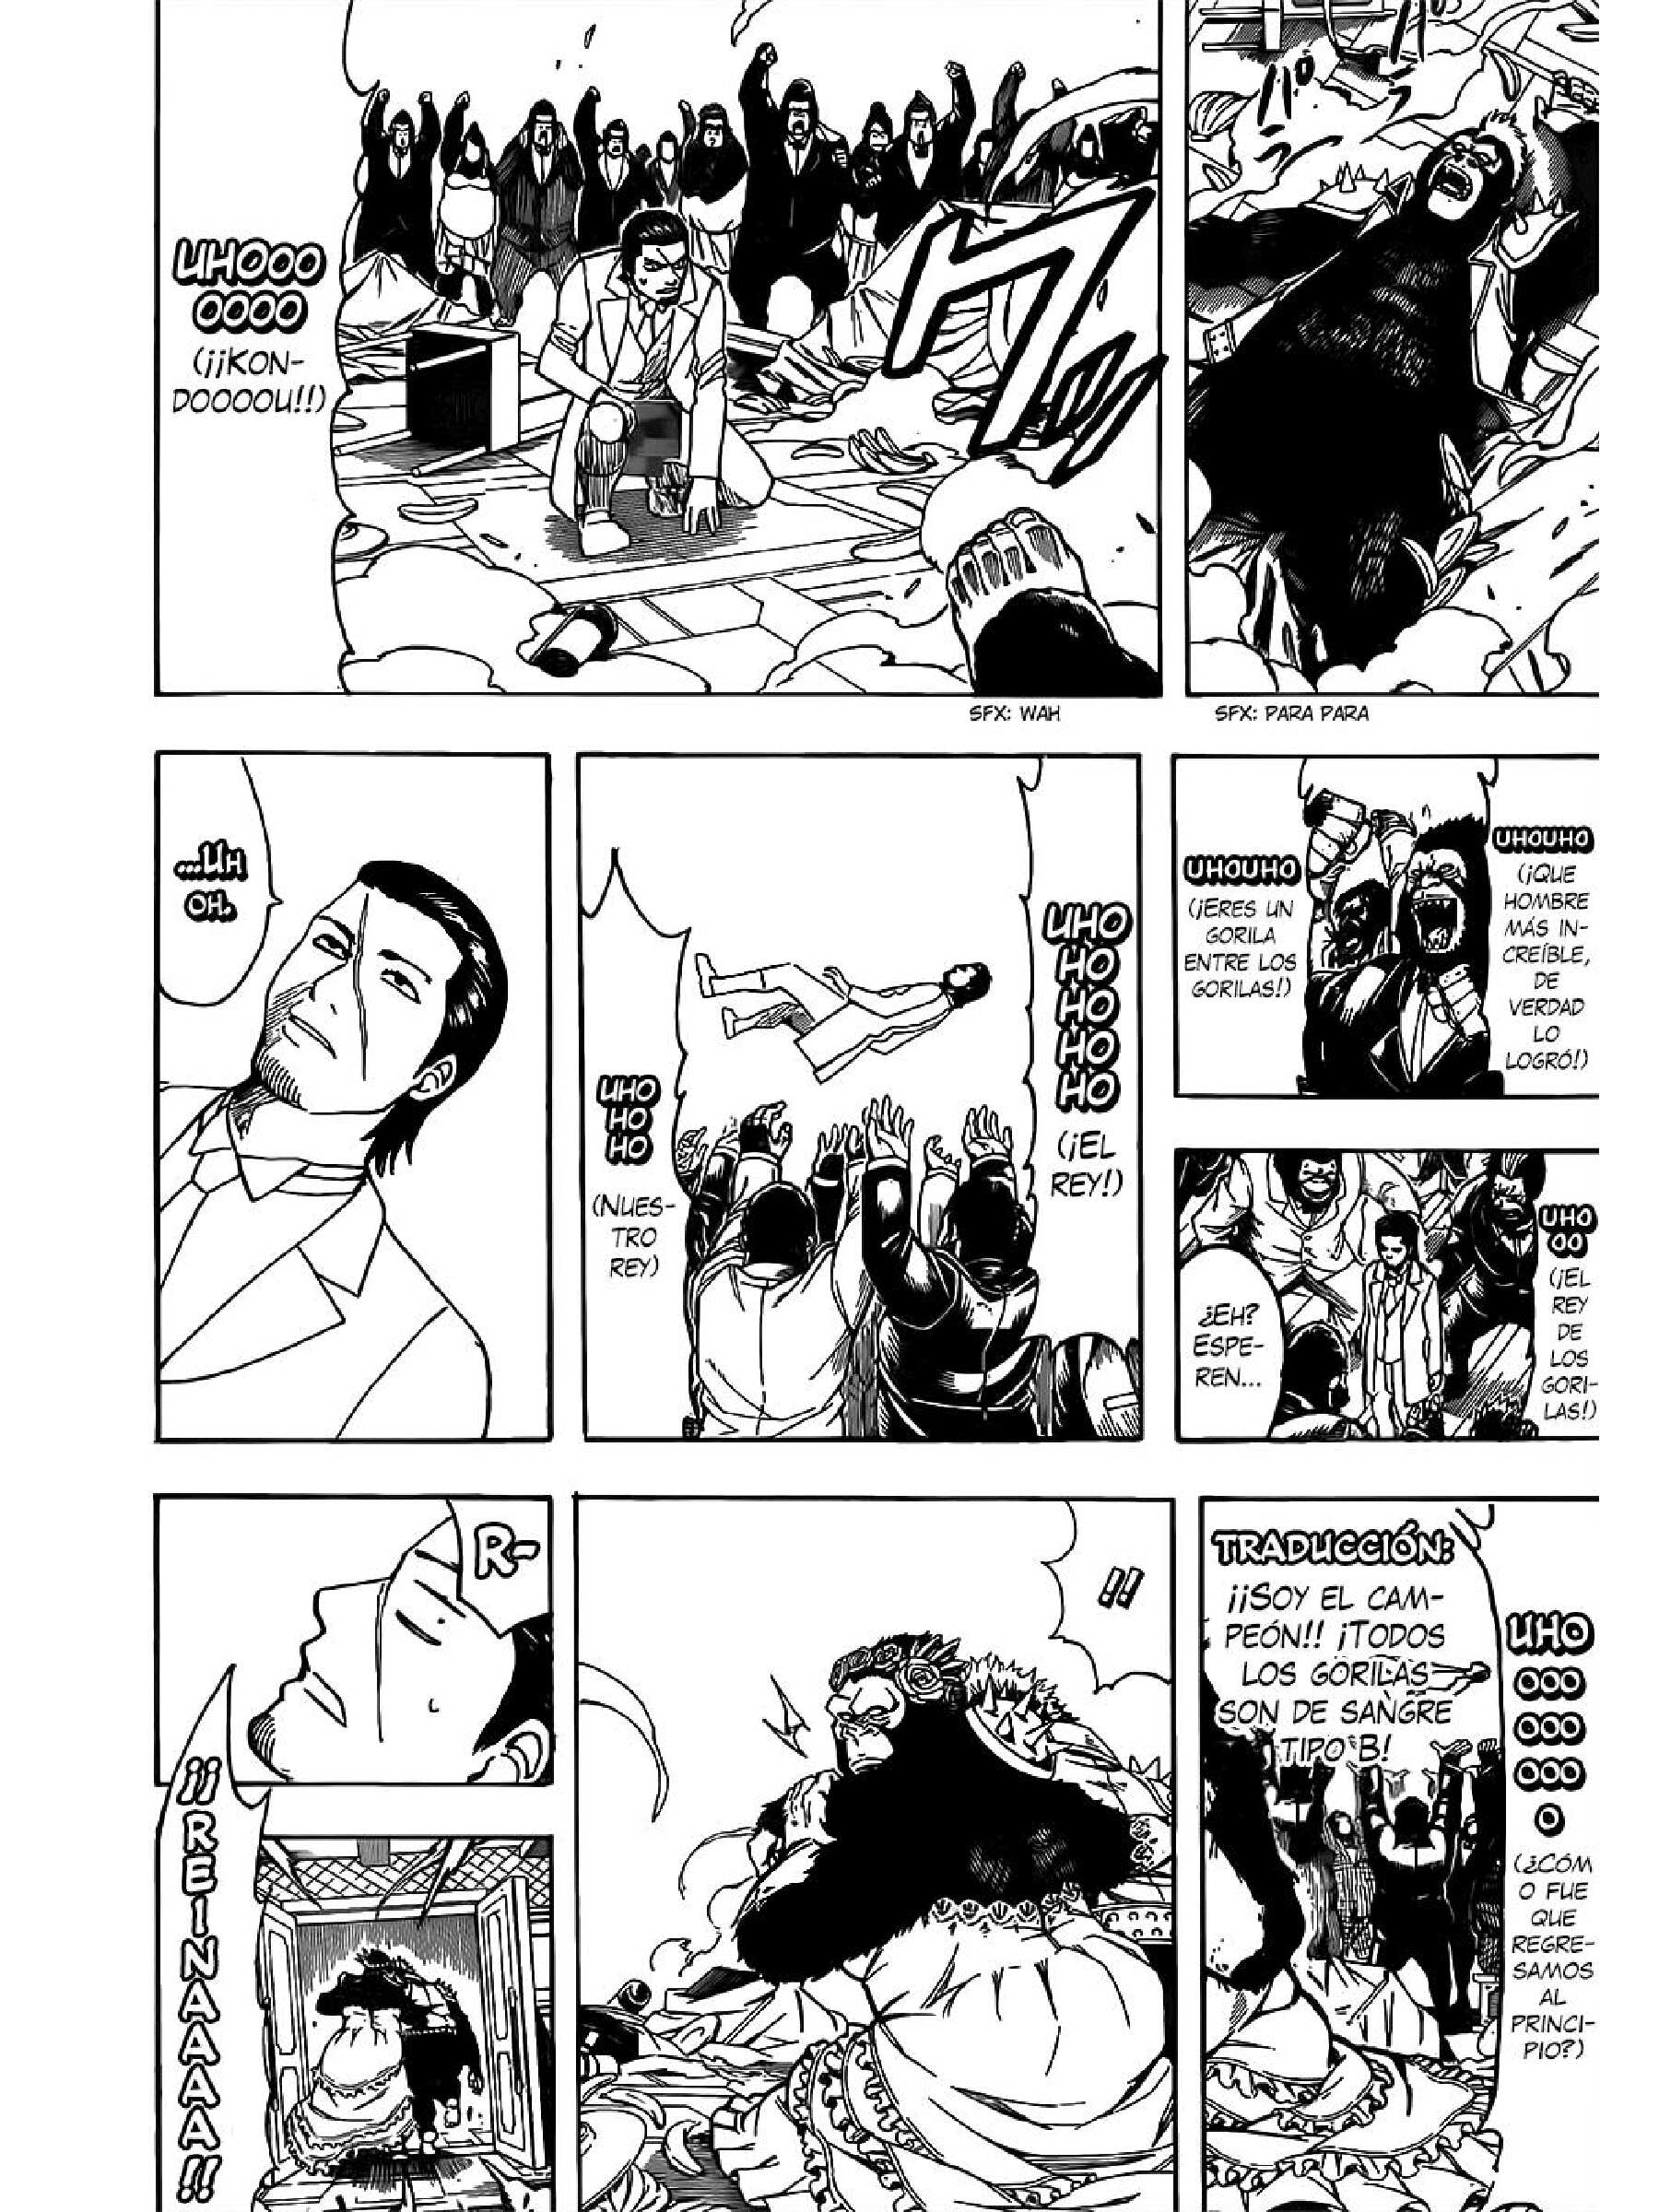 UHOOO
OOOO
(¡¡KON-
DOOOOU!!)
SFX: PARA PARA
SFX: WAH
UHOUHO
(¡QUE
HOMBRE
MÁS IN-
CREÍBLE,
DE
VERDAD
LO
LOGRÓ!)
UHOUHO
(¡ERES UN
GORILA
ENTRE LOS
GORILAS!)
UHO
OO
(¡EL
REY
DE
LOS
GORI-
LAS!)
¿EH?
ESPE-
REN...
UHO
HO
HO
HO
HO
(¡EL
REY!)
UHO
HO
HO
(NUES-
TRO
REY)
...UH
OH.
UHO
OOO
OOO
OOO
O
(¿CÓM
O FUE
QUE
REGRE-
SAMOS
AL
PRINCI-
PIO?)
TRADUCCIÓN:
¡¡SOY EL CAM-
PEÓN!! ¡TODOS
LOS GORILAS
SON DE SANGRE
TIPO B!
!!
R-
¡¡REINAAAAA!!